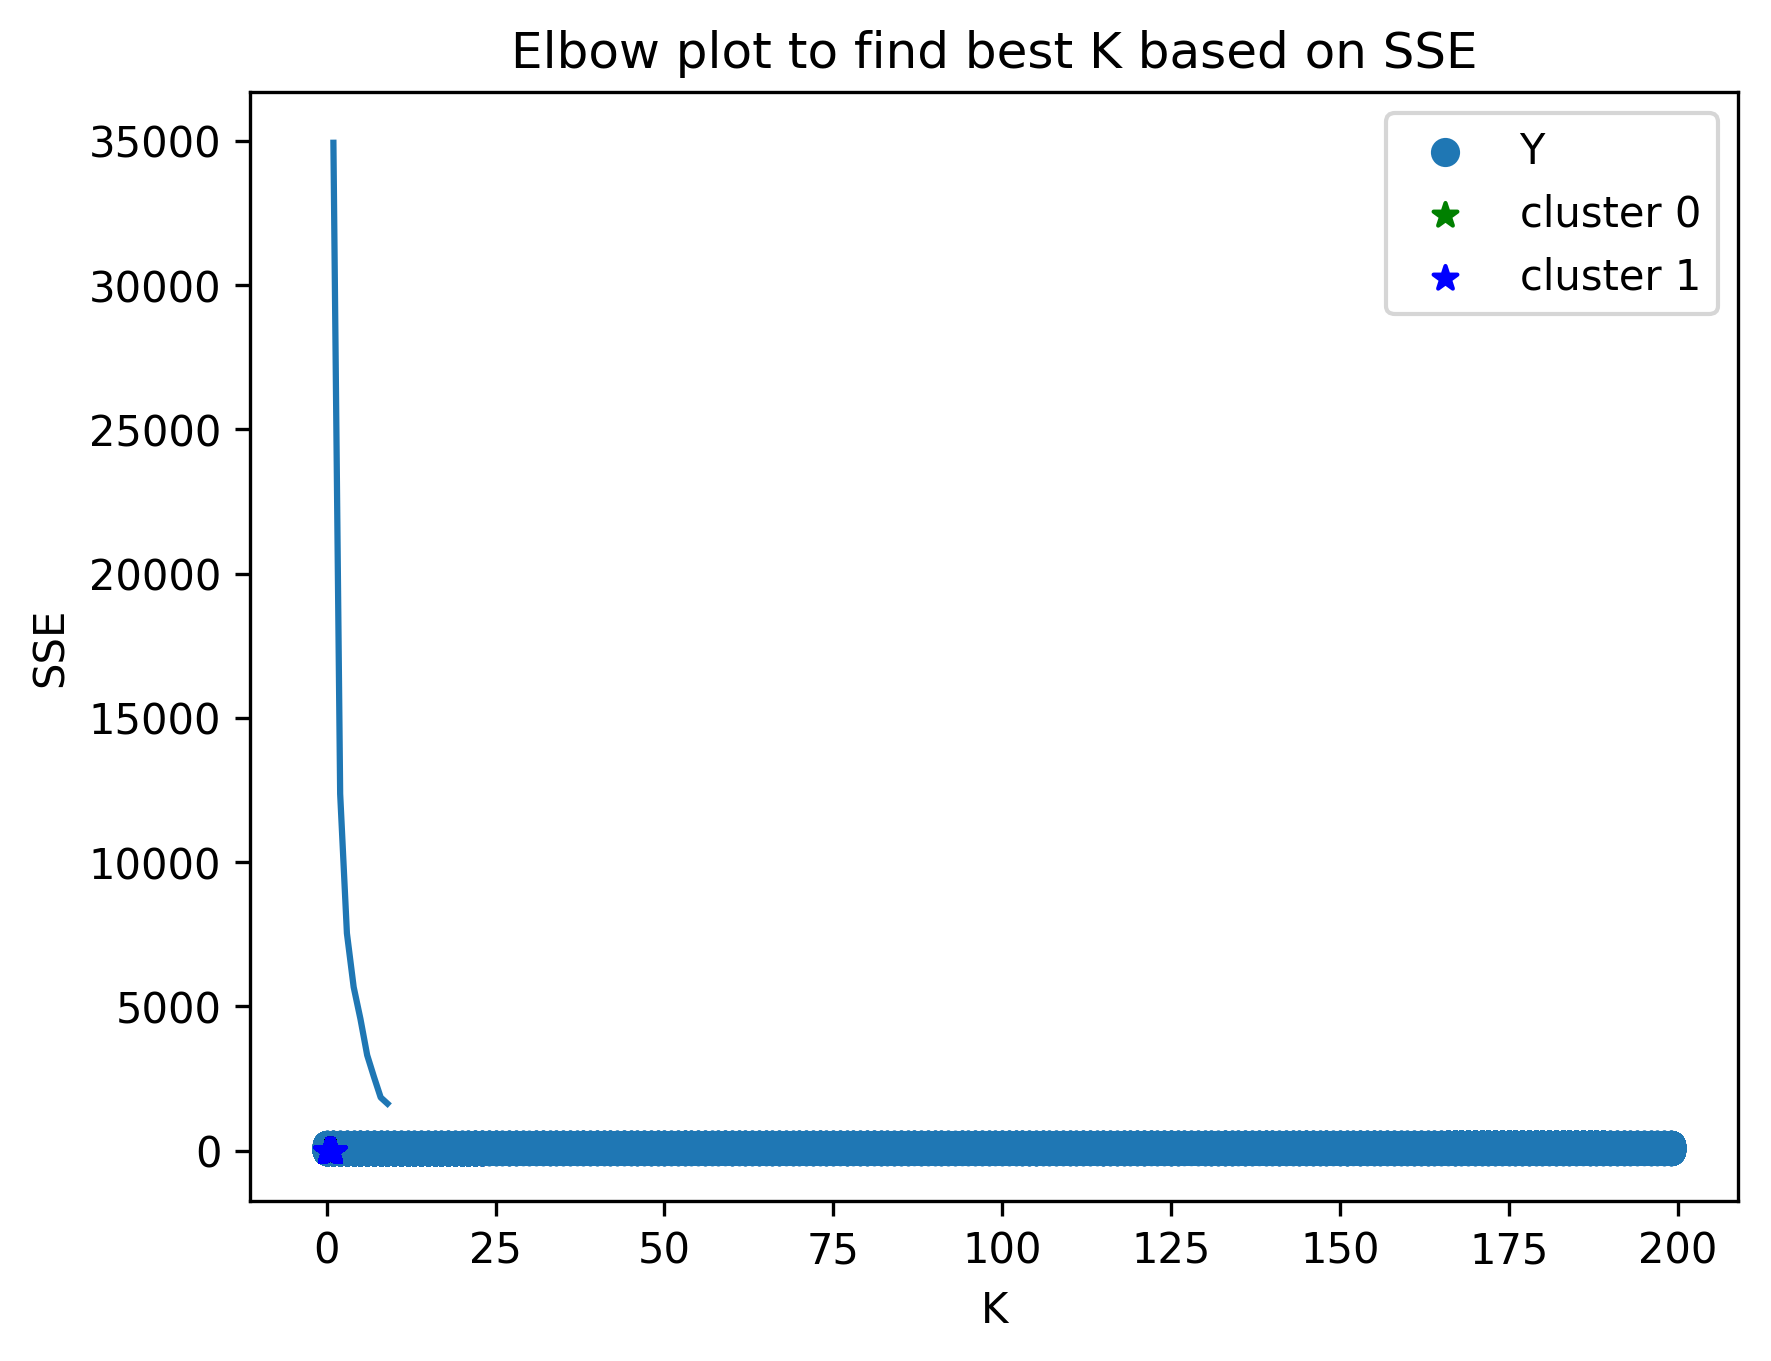 Elbow plot to find best K based on SSE
35000
30000
25000
20000
15000
10000
5000
0
SSE
Y
cluster 0
cluster 1
0 25 50 75 100 125 150 175 200
K